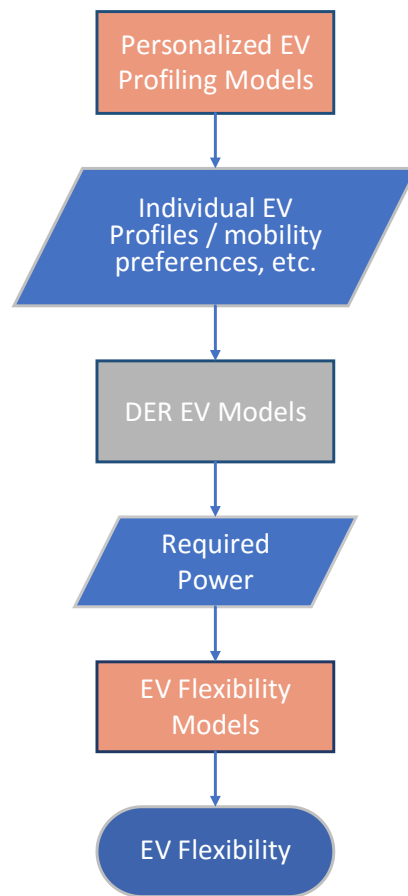 Personalized EV
Profiling Models
Individual EV
Profiles / mobility
preferences, etc.
DER EV Models
Required
Power
EV Flexibility
Models
EV Flexibility